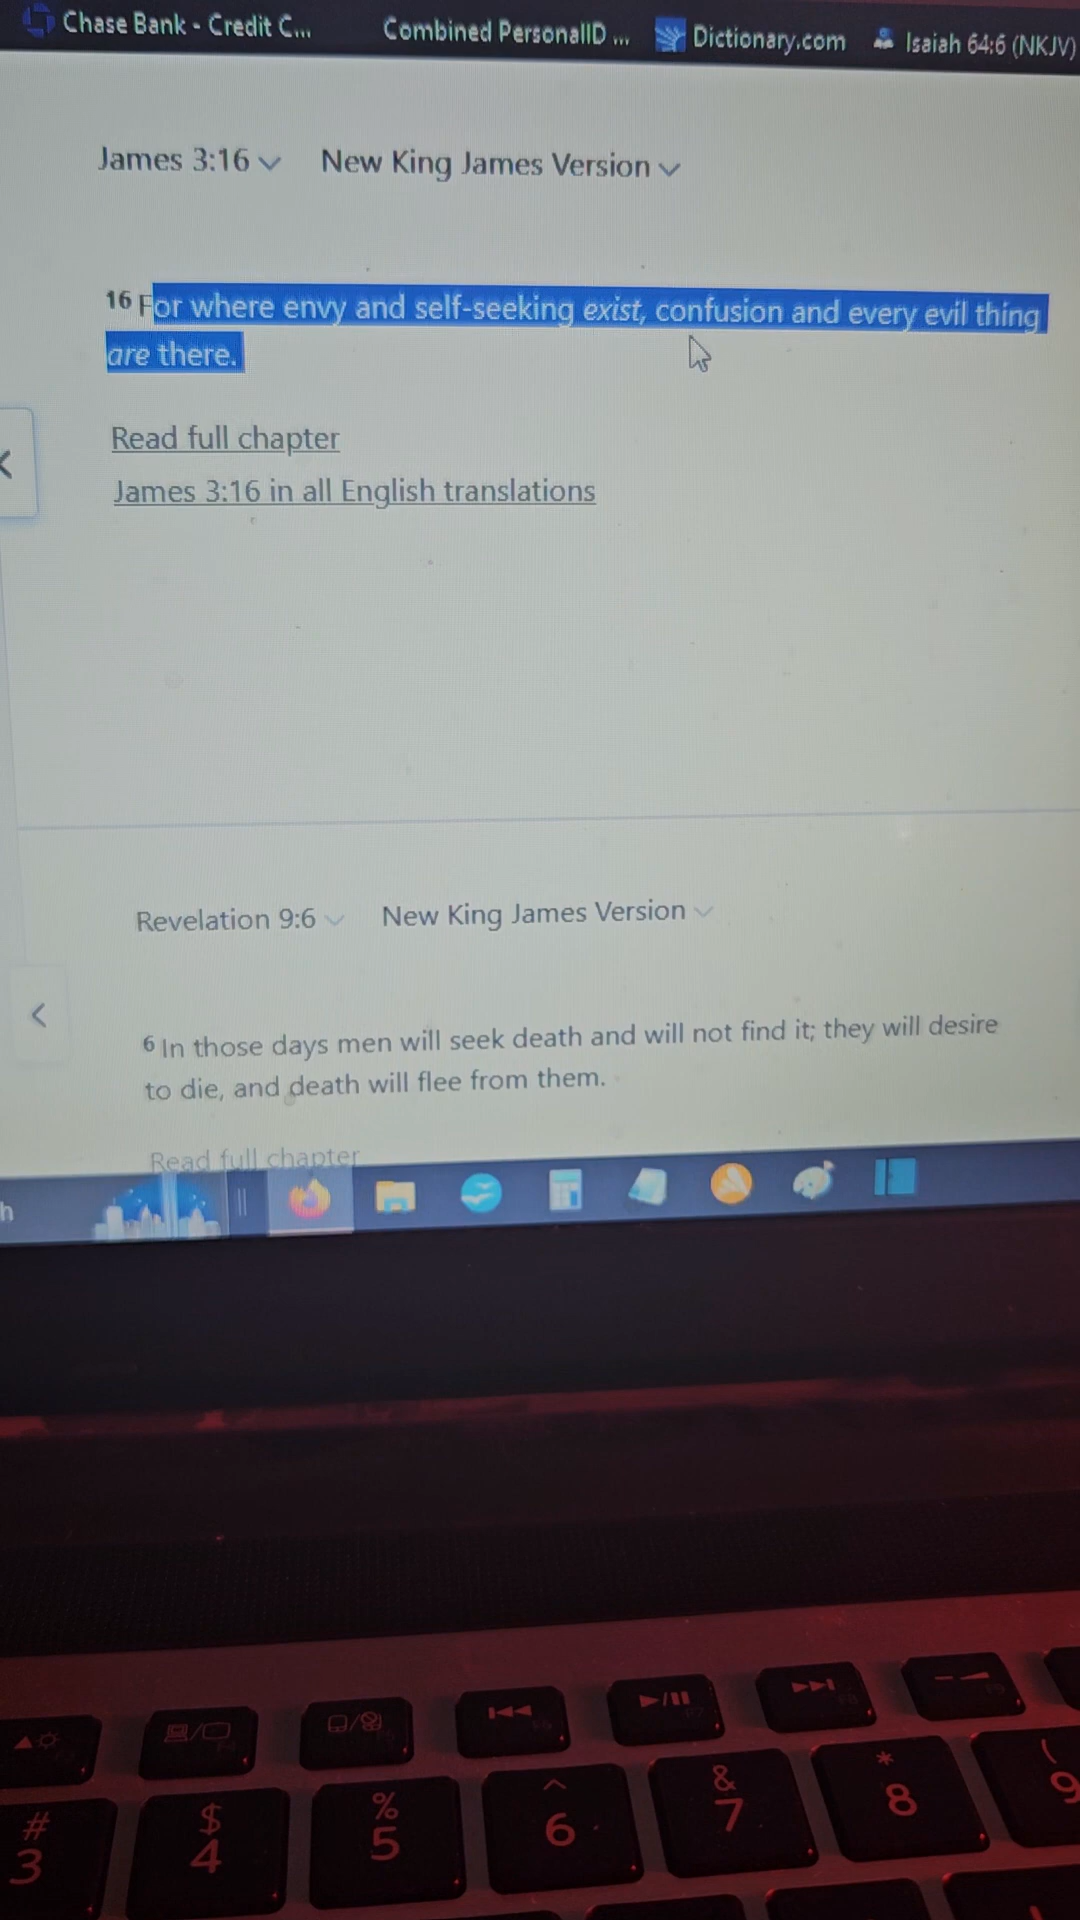 Chase Bank - Credit C... Combined PersonalID ... Dictionary.com Isaiah 64:6 (NKJV)
James 3:16 New King James Version
16 For where envy and self-seeking exist, confusion and every evil thing
are there.
Read full chapter
James 3:16 in all English translations
Revelation 9:6 New King James Version
6 In those days men will seek death and will not find it; they will desire
to die, and death will flee from them.
Read full chapter
h
# $ % ^ & * (
3 4 5 6 7 8 9